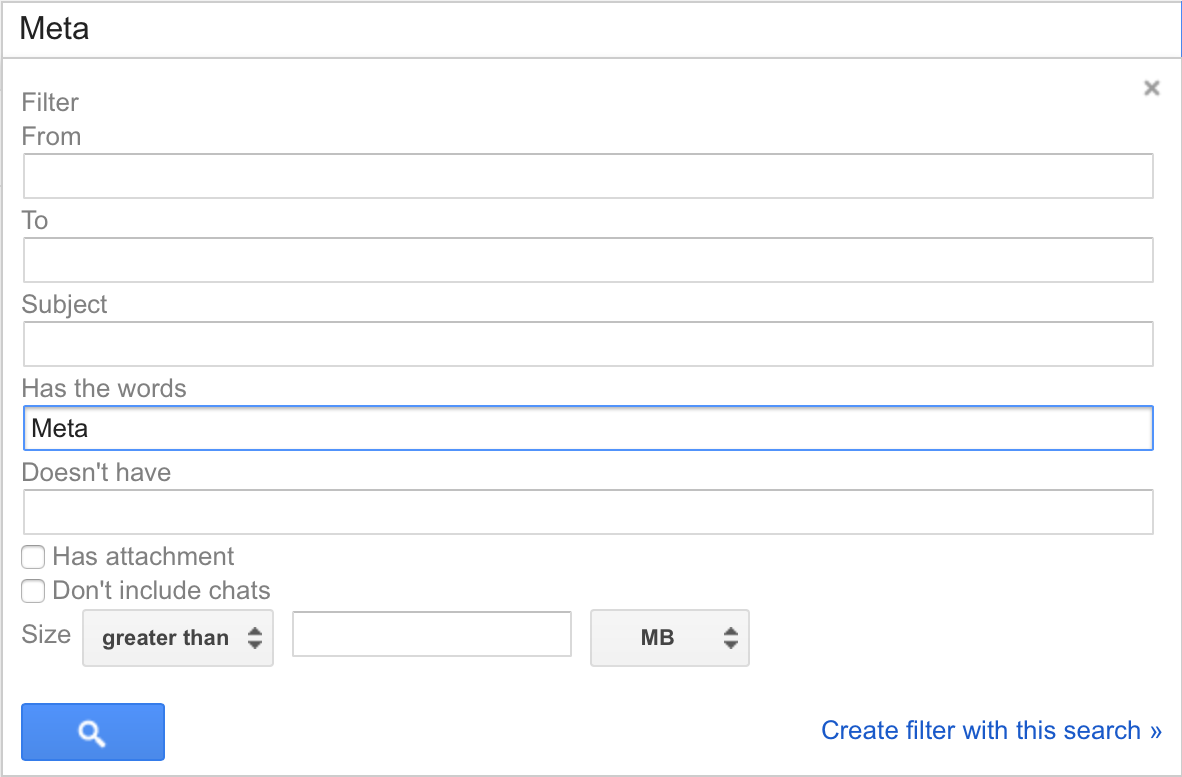 Meta
Filter
From
To
Subject
Has the words
Meta
Doesn't have
Has attachment
Don't include chats
Size greater than MB
Create filter with this search »